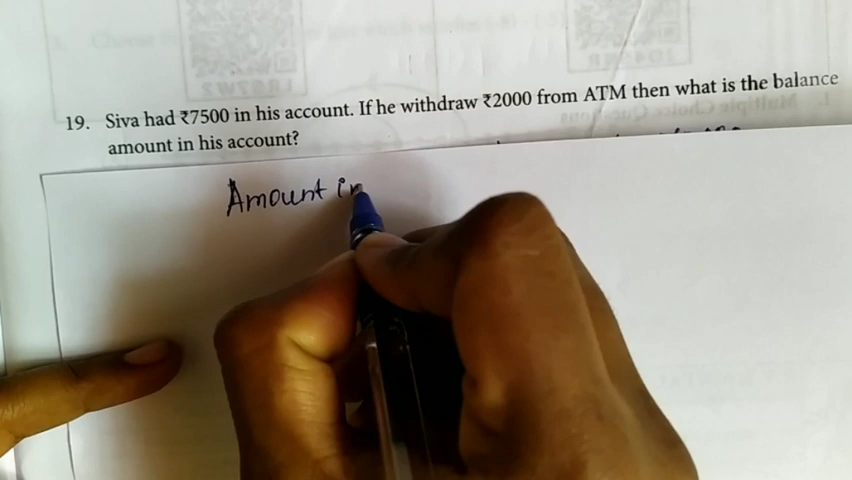 19. Siva had ₹7500 in his account. If he withdraw ₹2000 from ATM then what is the balance
amount in his account?
Amount in